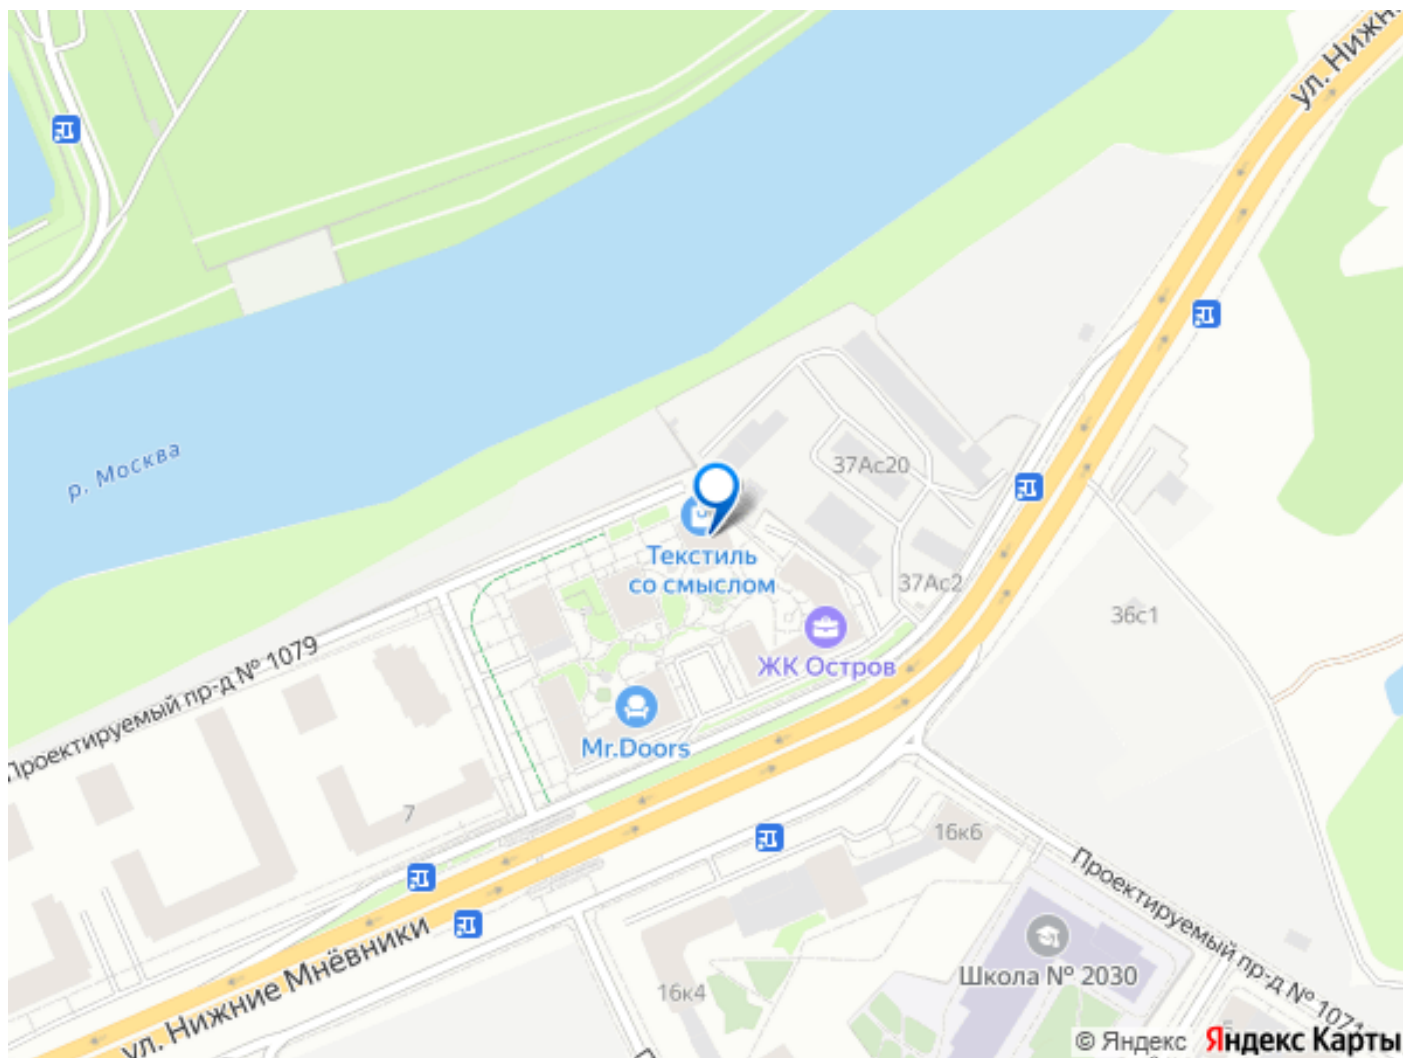 ул. Нижн
р. Москва
37Ас20
Текстиль
со смыслом
37Ас2
36с1
ЖК Остров
Проектируемый пр-д № 1079
Mr.Doors
7
16к6
Проектируемый пр-д № 1071
ул. Нижние Мнёвники
Школа № 2030
16к4
© Яндекс Яндекс Карты